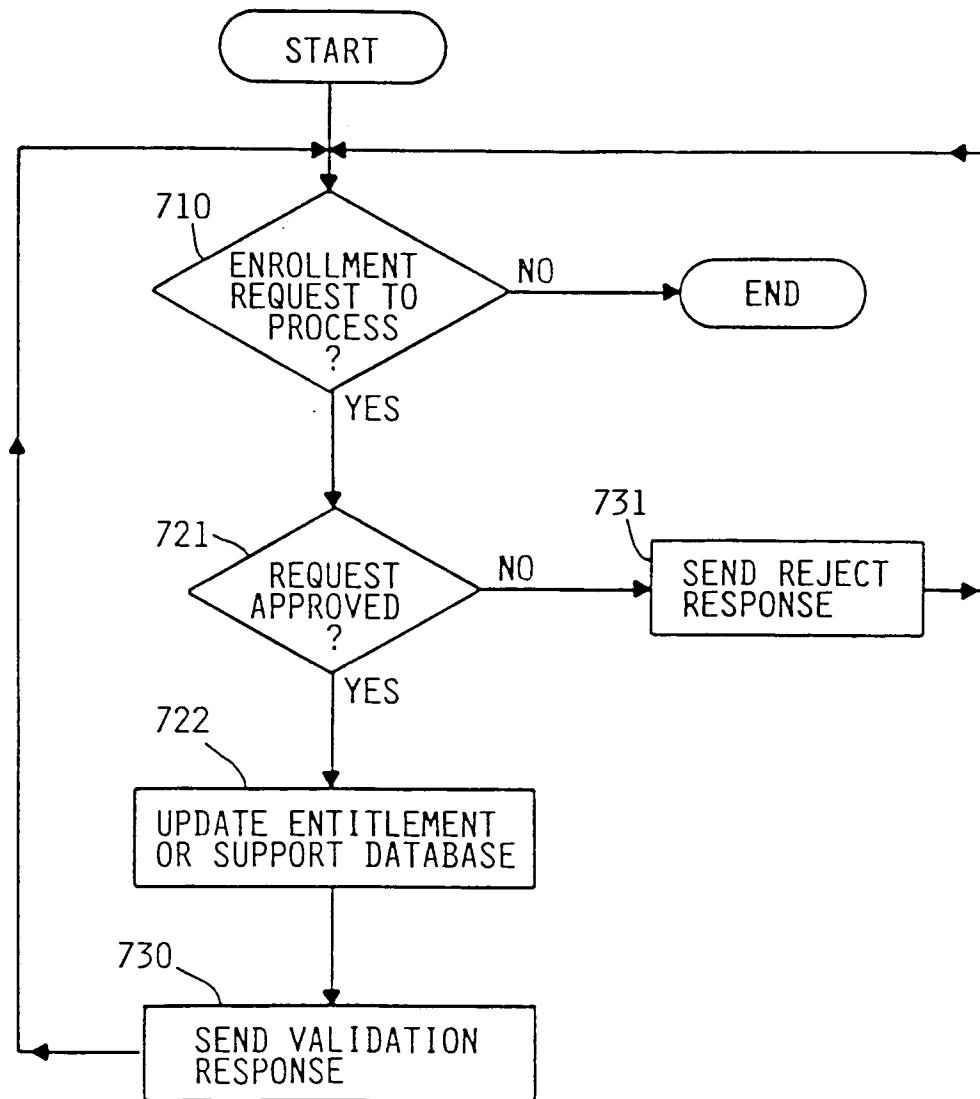 START
710
ENROLLMENT
REQUEST TO
PROCESS
?
NO
END
YES
721
REQUEST
APPROVED
?
NO
731
SEND REJECT
RESPONSE
YES
722
UPDATE ENTITLEMENT
OR SUPPORT DATABASE
730
SEND VALIDATION
RESPONSE